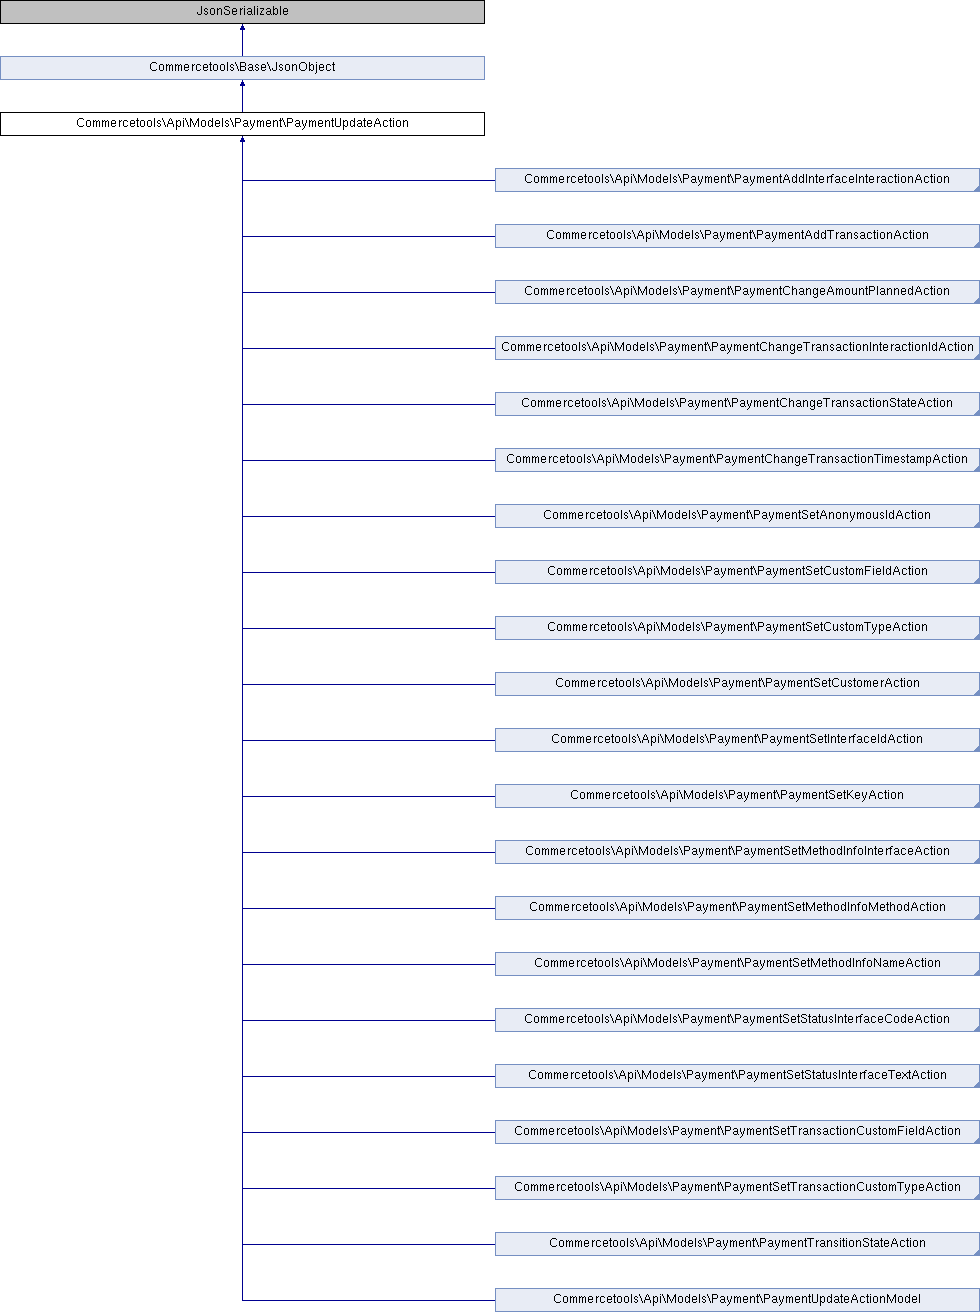 JsonSerializable
Commercetools\Base\JsonObject
Commercetools\Api\Models\Payment\PaymentUpdateAction
Commercetools\Api\Models\Payment\PaymentAddInterfaceInteractionAction
Commercetools\Api\Models\Payment\PaymentAddTransactionAction
Commercetools\Api\Models\Payment\PaymentChangeAmountPlannedAction
Commercetools\Api\Models\Payment\PaymentChangeTransactionInteractionIdAction
Commercetools\Api\Models\Payment\PaymentChangeTransactionStateAction
Commercetools\Api\Models\Payment\PaymentChangeTransactionTimestampAction
Commercetools\Api\Models\Payment\PaymentSetAnonymousIdAction
Commercetools\Api\Models\Payment\PaymentSetCustomFieldAction
Commercetools\Api\Models\Payment\PaymentSetCustomTypeAction
Commercetools\Api\Models\Payment\PaymentSetCustomerAction
Commercetools\Api\Models\Payment\PaymentSetInterfaceIdAction
Commercetools\Api\Models\Payment\PaymentSetKeyAction
Commercetools\Api\Models\Payment\PaymentSetMethodInfoInterfaceAction
Commercetools\Api\Models\Payment\PaymentSetMethodInfoMethodAction
Commercetools\Api\Models\Payment\PaymentSetMethodInfoNameAction
Commercetools\Api\Models\Payment\PaymentSetStatusInterfaceCodeAction
Commercetools\Api\Models\Payment\PaymentSetStatusInterfaceTextAction
Commercetools\Api\Models\Payment\PaymentSetTransactionCustomFieldAction
Commercetools\Api\Models\Payment\PaymentSetTransactionCustomTypeAction
Commercetools\Api\Models\Payment\PaymentTransitionStateAction
Commercetools\Api\Models\Payment\PaymentUpdateActionModel